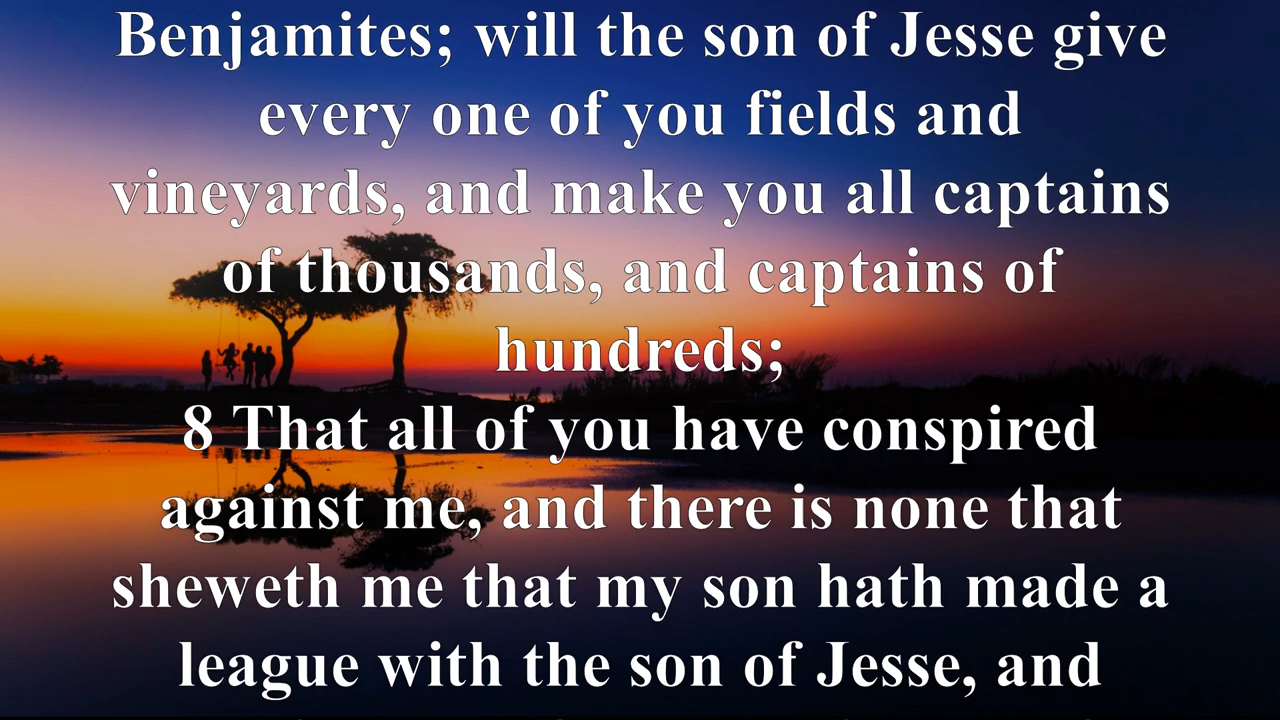 Benjamites; will the son of Jesse give
every one of you fields and
vineyards, and make you all captains
of thousands, and captains of
hundreds;
8 That all of you have conspired
against me, and there is none that
sheweth me that my son hath made a
league with the son of Jesse, and